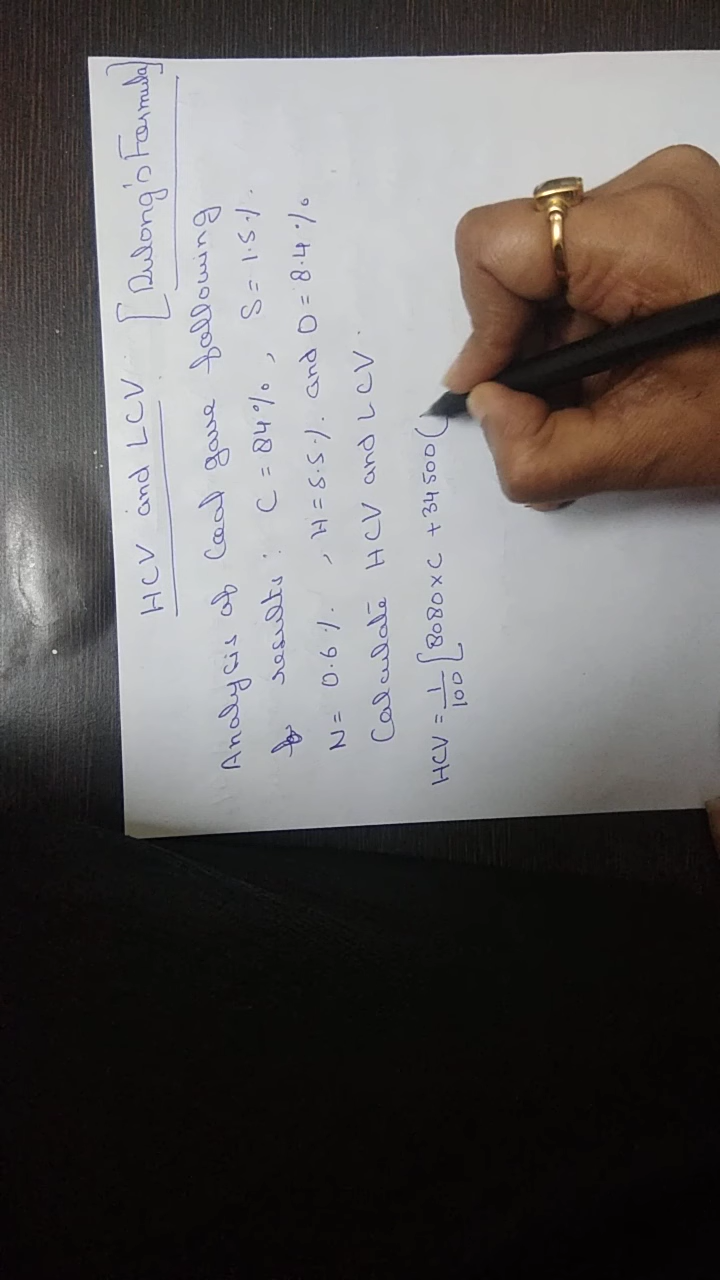 HCV and LCV. [Dulong's Formula]
Analysis of Coal gave following
results: C = 84%, S = 1.5%.
N = 0.6%, H = 5.5% and O = 8.4%
Calculate HCV and LCV.
HCV = 1/100 [8080×C + 34500(